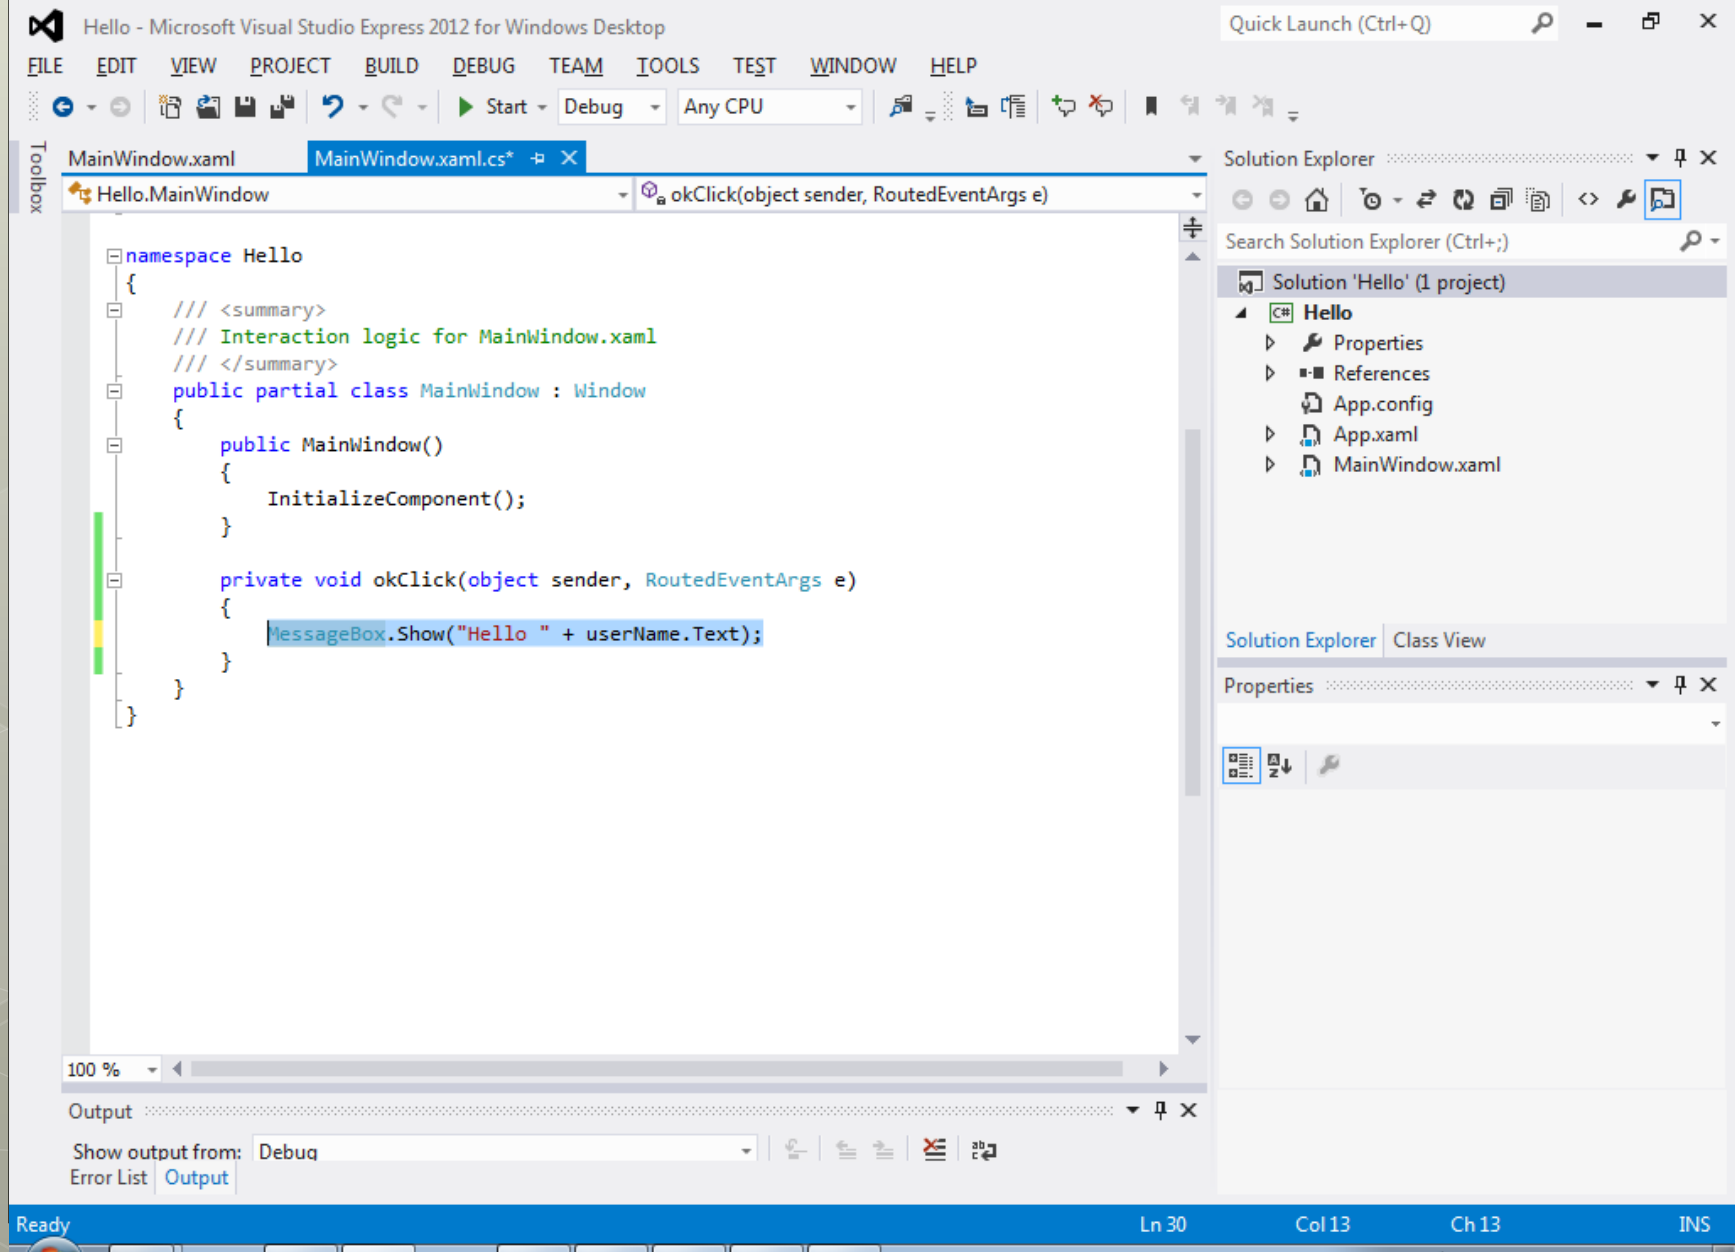 Hello - Microsoft Visual Studio Express 2012 for Windows Desktop
Quick Launch (Ctrl+Q)
FILE EDIT VIEW PROJECT BUILD DEBUG TEAM TOOLS TEST WINDOW HELP
Start Debug Any CPU
Toolbox
MainWindow.xaml MainWindow.xaml.cs*
Hello.MainWindow okClick(object sender, RoutedEventArgs e)
namespace Hello
{
/// <summary>
/// Interaction logic for MainWindow.xaml
/// </summary>
public partial class MainWindow : Window
{
public MainWindow()
{
InitializeComponent();
}
private void okClick(object sender, RoutedEventArgs e)
{
MessageBox.Show("Hello " + userName.Text);
}
}
}
100 %
Output
Show output from: Debug
Error List Output
Solution Explorer
Search Solution Explorer (Ctrl+;)
Solution 'Hello' (1 project)
C# Hello
Properties
References
App.config
App.xaml
MainWindow.xaml
Solution Explorer Class View
Properties
Ready Ln 30 Col 13 Ch 13 INS